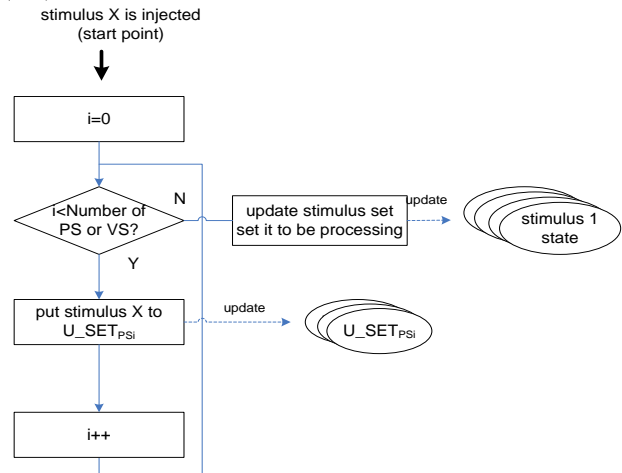 stimulus X is injected
(start point)
i=0
i<Number of
PS or VS?
N
update stimulus set
set it to be processing
update
stimulus 1
state
Y
put stimulus X to
U_SETPSi
update
U_SETPSi
i++